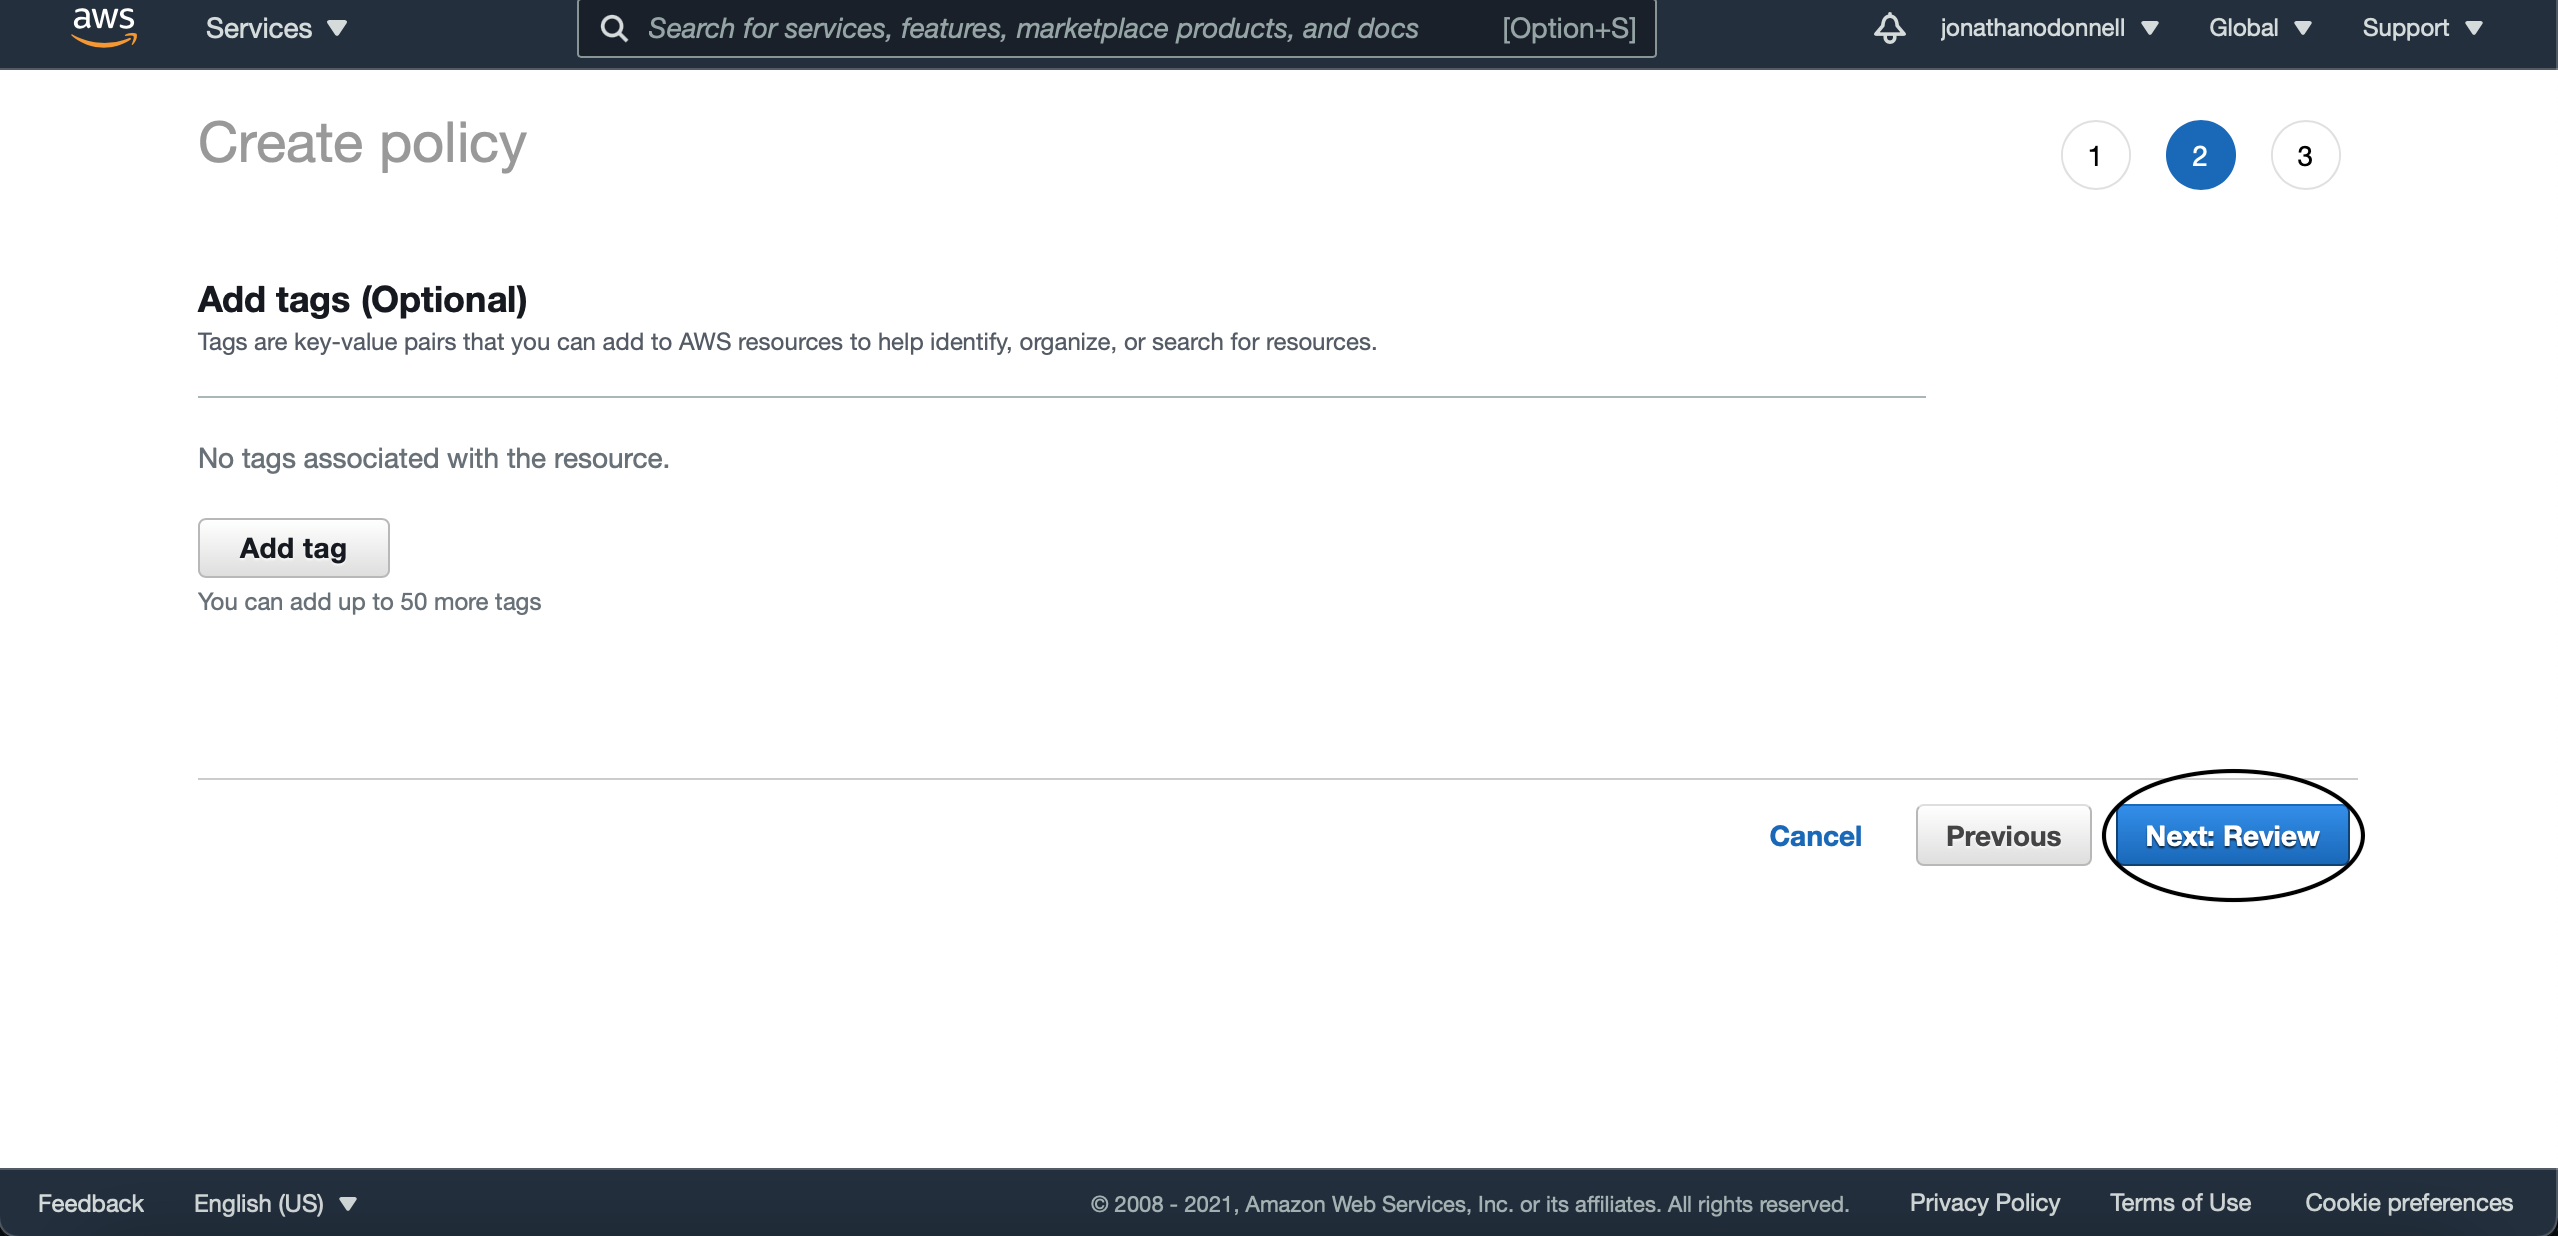 aws Services Search for services, features, marketplace products, and docs [Option+S] jonathanodonnell Global Support
Create policy 1 2 3
Add tags (Optional)
Tags are key-value pairs that you can add to AWS resources to help identify, organize, or search for resources.
No tags associated with the resource.
Add tag
You can add up to 50 more tags
Cancel Previous Next: Review
Feedback English (US) © 2008 - 2021, Amazon Web Services, Inc. or its affiliates. All rights reserved. Privacy Policy Terms of Use Cookie preferences